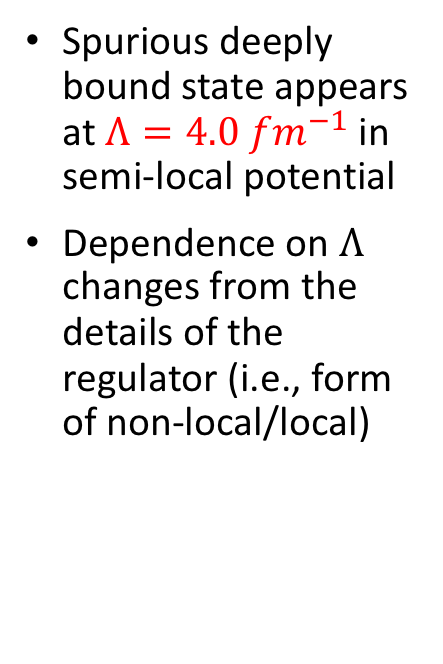 • Spurious deeply
bound state appears
at Λ = 4.0 fm⁻¹ in
semi-local potential
• Dependence on Λ
changes from the
details of the
regulator (i.e., form
of non-local/local)